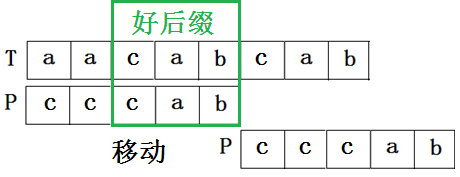 好后缀
T a a c a b c a b
P c c c a b
移动 P c c c a b